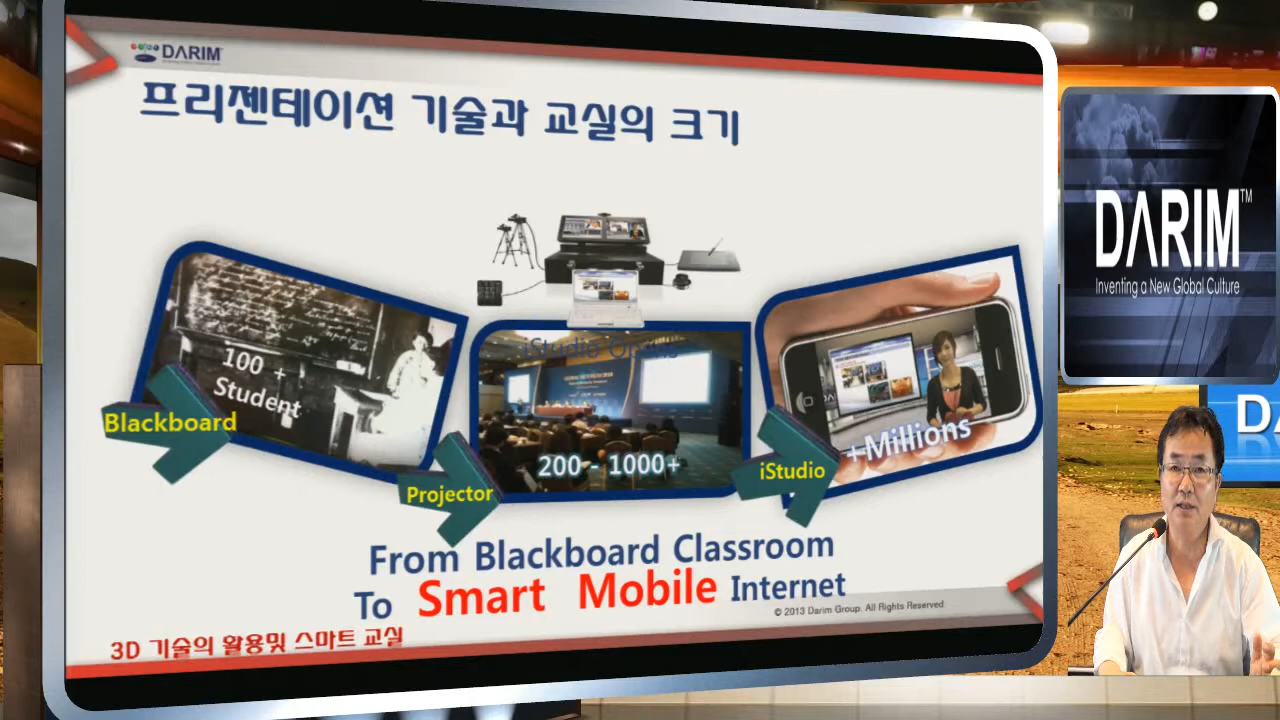 DARIM
프리젠테이션 기술과 교실의 크기
100 +
Student
Blackboard
200 - 1000+
Projector
+Millions
iStudio
From Blackboard Classroom
To Smart Mobile Internet
© 2013 Darim Group. All Rights Reserved
3D 기술의 활용및 스마트 교실
DARIM™
Inventing a New Global Culture